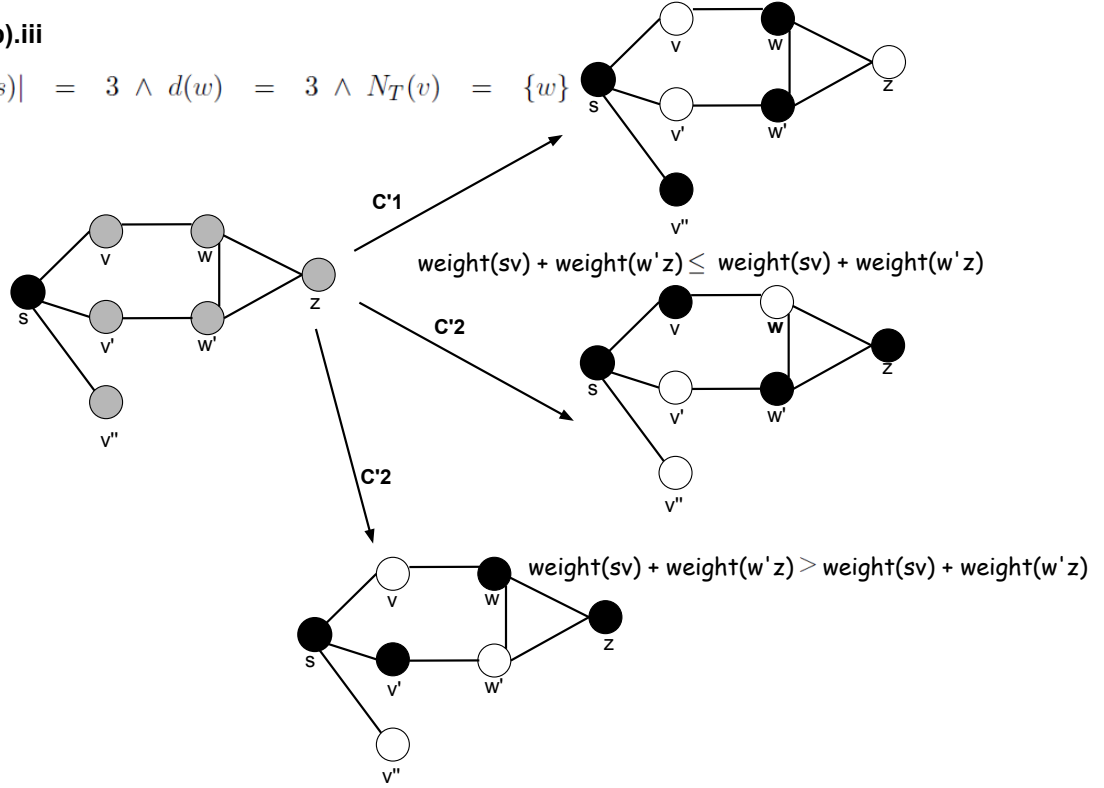 ).iii
s)| = 3 ∧ d(w) = 3 ∧ N_T(v) = {w}
v
w
z
s
v'
w'
v''
C'1
weight(sv) + weight(w'z) ≤ weight(sv) + weight(w'z)
v
w
z
s
v'
w'
v''
C'2
v
w
z
s
v'
w'
v''
C'2
weight(sv) + weight(w'z) > weight(sv) + weight(w'z)
v
w
z
s
v'
w'
v''